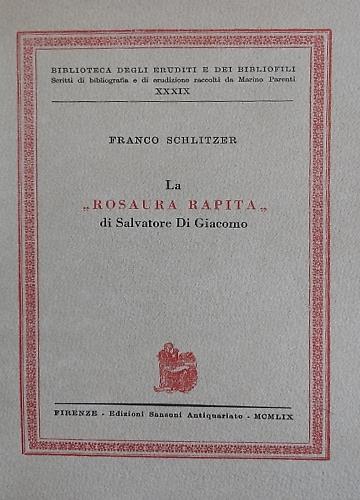 BIBLIOTECA DEGLI ERUDITI E DEI BIBLIOFILI
Scritti di bibliografia e di erudizione raccolti da Marino Parenti
XXXIX
FRANCO SCHLITZER
La
„ROSAURA RAPITA„
di Salvatore Di Giacomo
FIRENZE - Edizioni Sansoni Antiquariato - MCMLIX